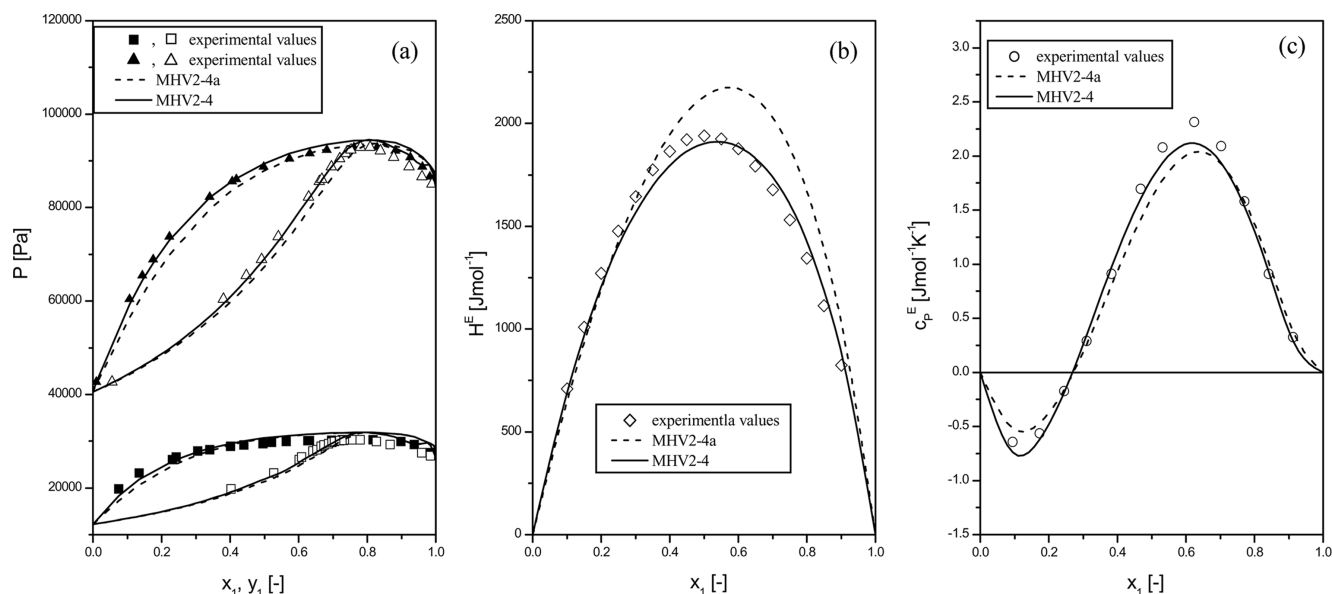 120000
100000
80000
60000
40000
20000
0.0 0.2 0.4 0.6 0.8 1.0
P [Pa]
x1, y1 [-]
(a)
, experimental values
, experimental values
MHV2-4a
MHV2-4
2500
2000
1500
1000
500
0
0.0 0.2 0.4 0.6 0.8 1.0
H^E [Jmol^-1]
x1 [-]
(b)
experimentla values
MHV2-4a
MHV2-4
3.0
2.5
2.0
1.5
1.0
0.5
0.0
-0.5
-1.0
-1.5
0.0 0.2 0.4 0.6 0.8 1.0
cP^E [Jmol^-1K^-1]
x1 [-]
(c)
experimental values
MHV2-4a
MHV2-4